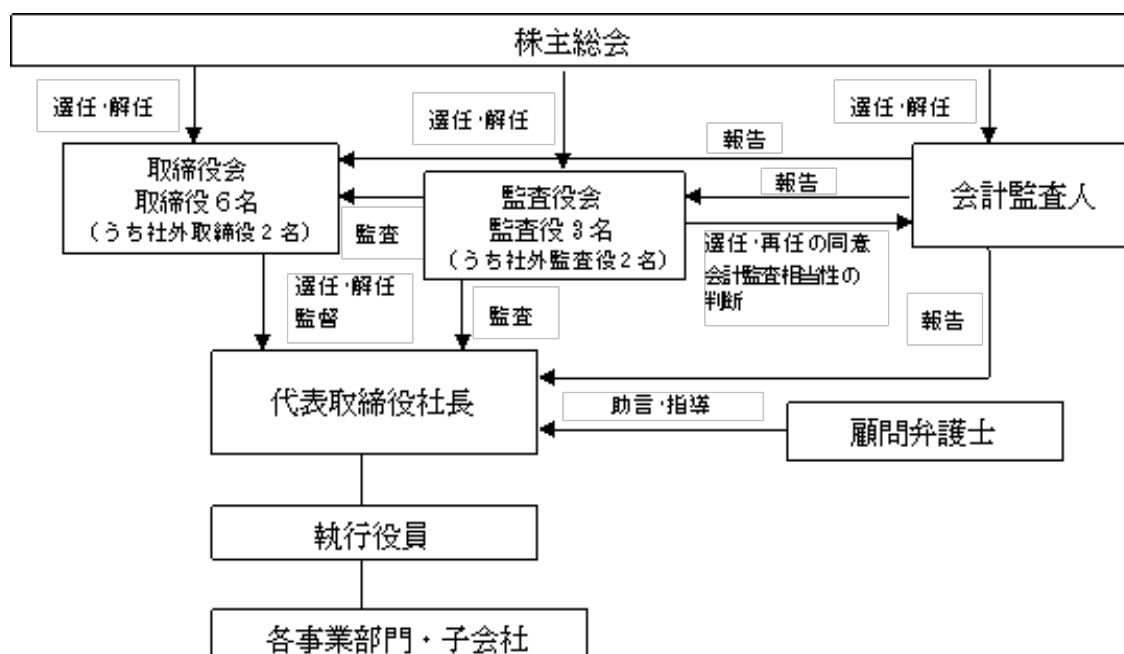 株主総会
選任・解任
選任・解任
選任・解任
報告
取締役会
取締役6名
(うち社外取締役2名)
監査
監査役会
監査役3名
(うち社外監査役2名)
報告
会計監査人
選任・再任の同意
会計監査相当性の
判断
選任・解任
監督
監査
報告
代表取締役社長
助言・指導
顧問弁護士
執行役員
各事業部門・子会社